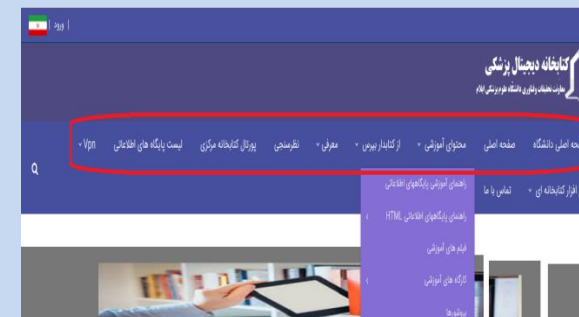 ورود
کتابخانه دیجیتال پزشکی
معاونت تحقیقات وفناوری دانشگاه علوم پزشکی ایلام
صفحه اصلی دانشگاه صفحه اصلی محتوای آموزشی از کتابدار بپرس معرفی نظرسنجی پورتال کتابخانه مرکزی لیست پایگاه های اطلاعاتی Vpn
افزار کتابخانه ای تماس با ما
راهنمای آموزشی پایگاههای اطلاعاتی
راهنمای پایگاههای اطلاعاتی HTML
فیلم های آموزشی
کارگاه های آموزشی
بروشورها